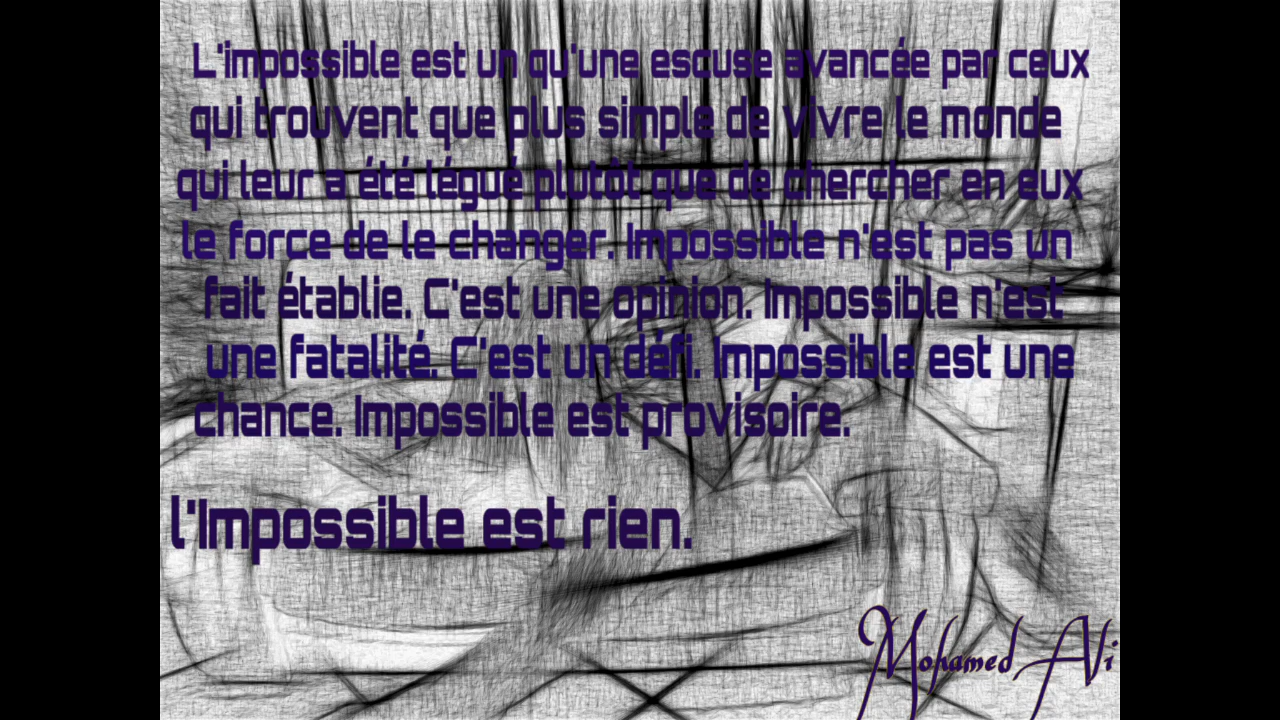 L'impossible est un qu'une escuse avancée par ceux
qui trouvent que plus simple de vivre le monde
qui leur a été légué plutôt que de chercher en eux
le force de le changer. Impossible n'est pas un
fait établie. C'est une opinion. Impossible n'est
une fatalité. C'est un défi. Impossible est une
chance. Impossible est provisoire.
l'Impossible est rien.
Mohamed Ali